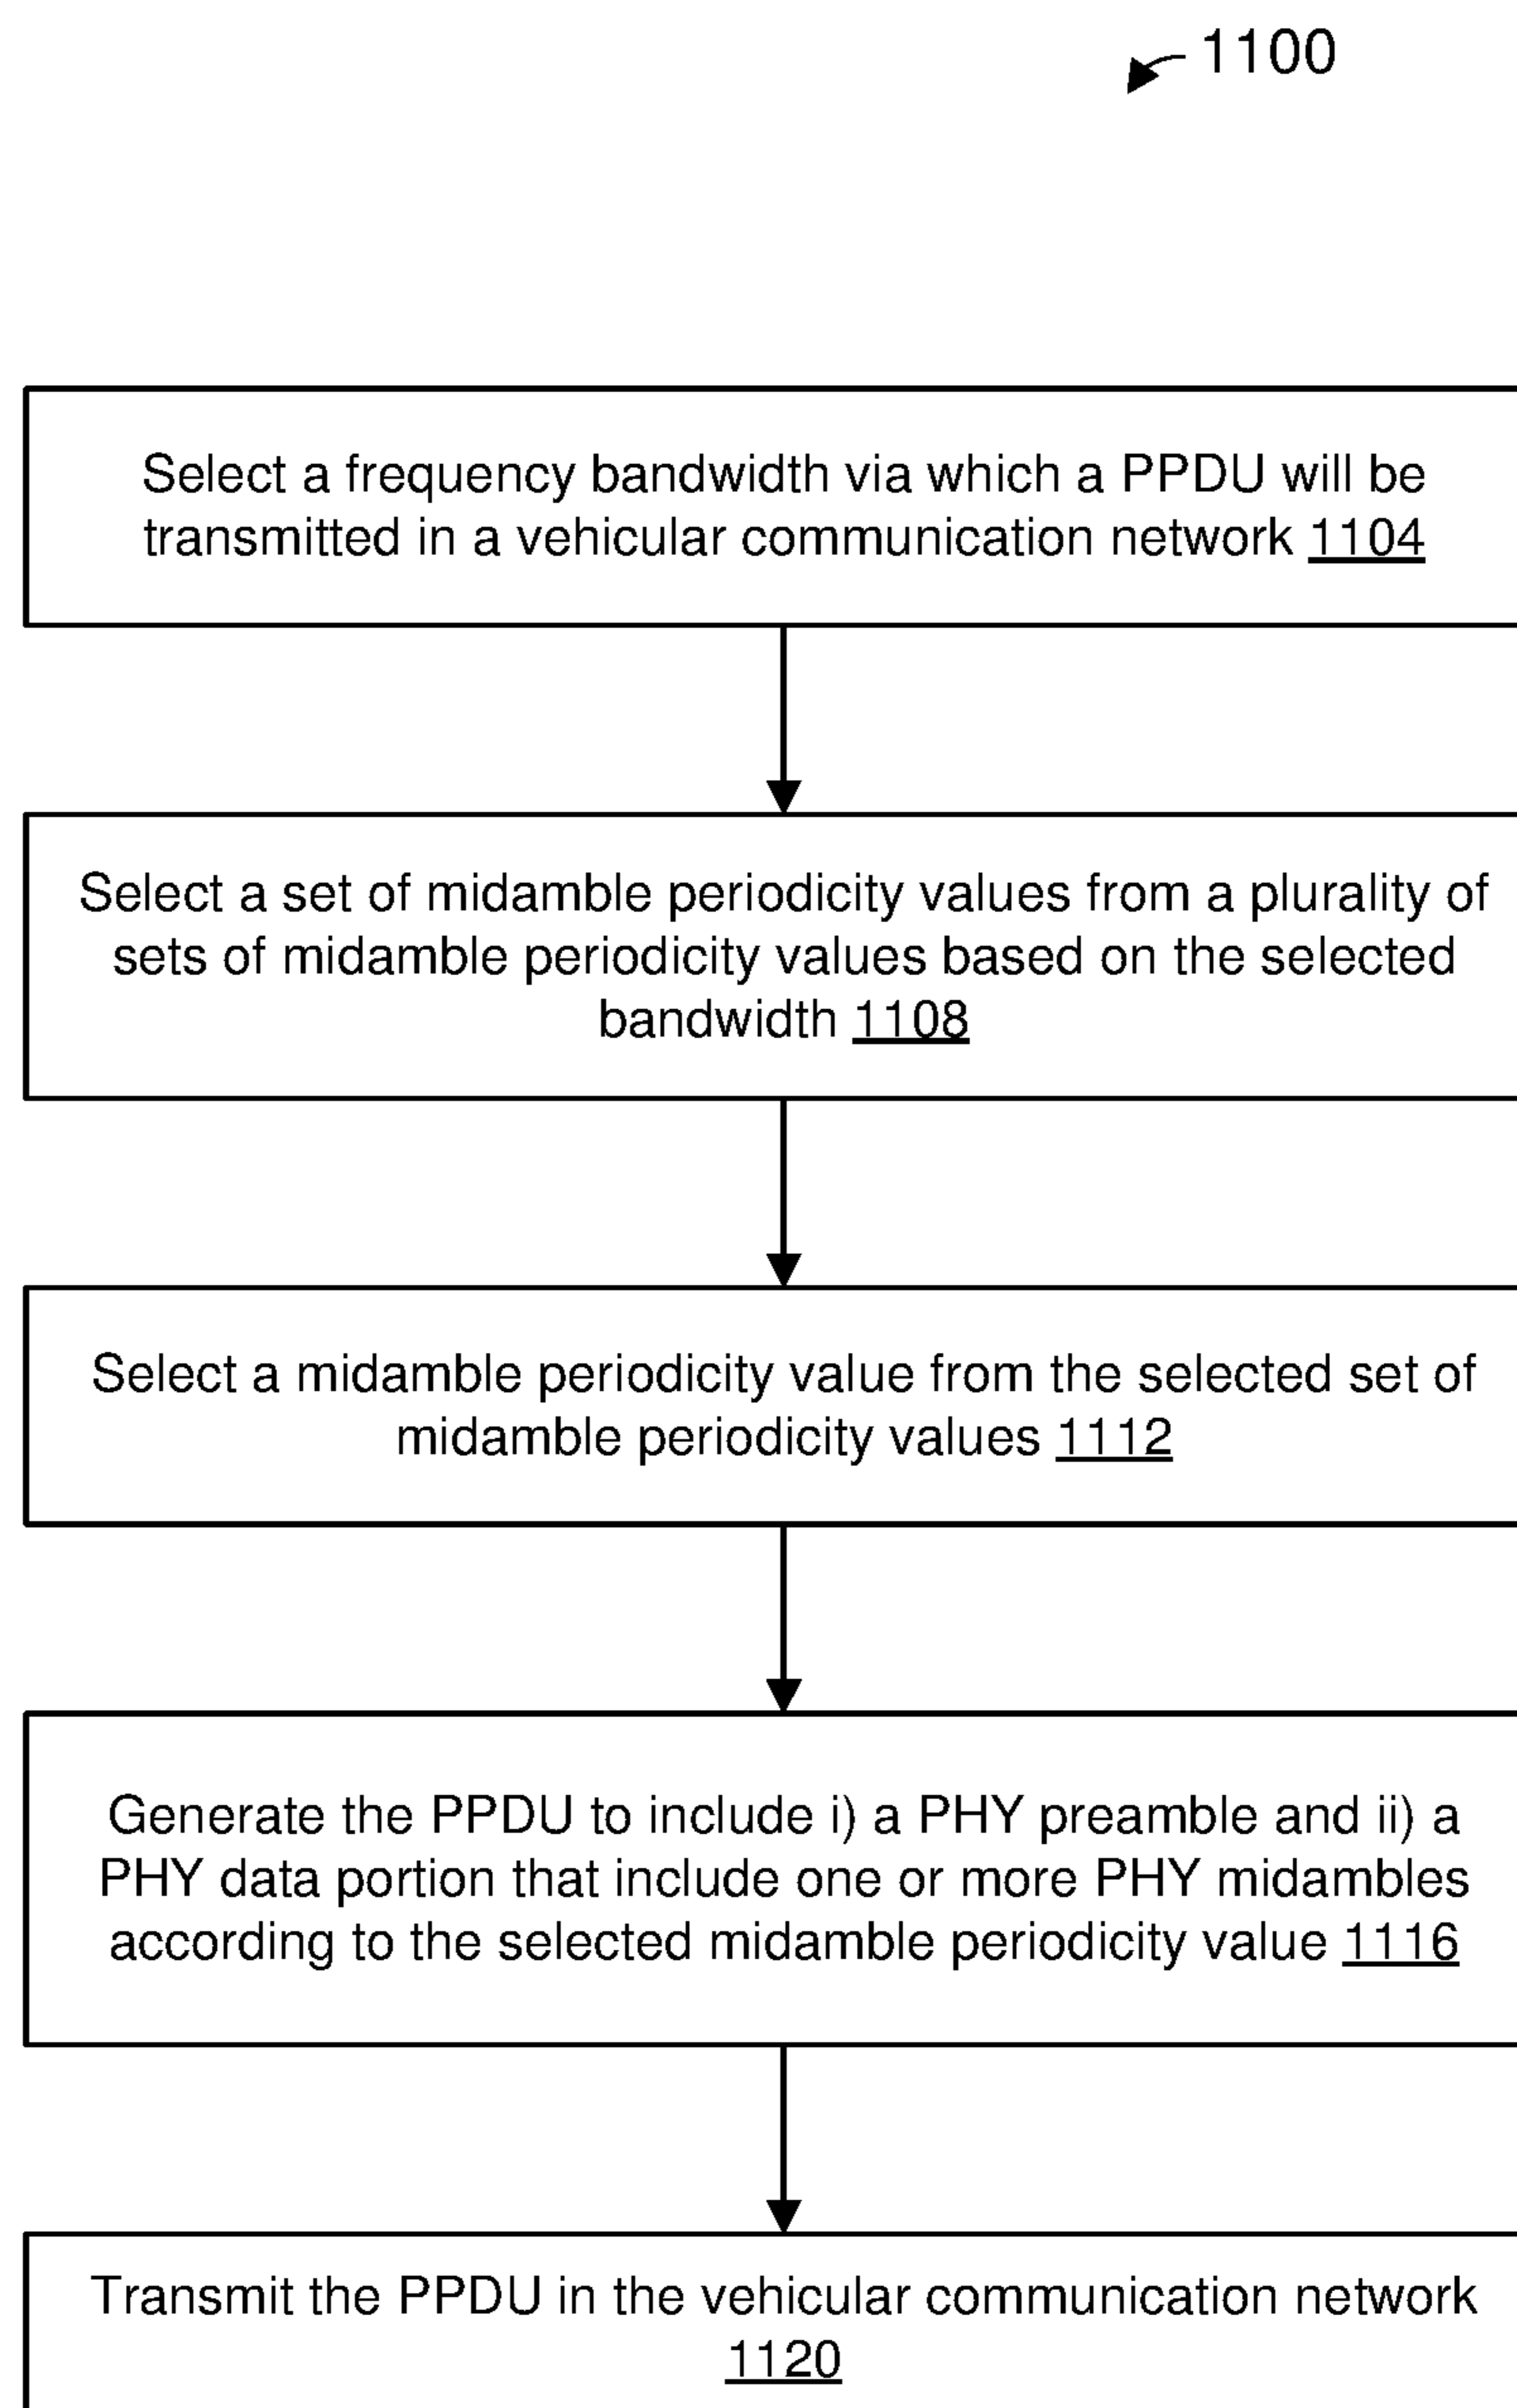 1100
Select a frequency bandwidth via which a PPDU will be
transmitted in a vehicular communication network 1104
Select a set of midamble periodicity values from a plurality of
sets of midamble periodicity values based on the selected
bandwidth 1108
Select a midamble periodicity value from the selected set of
midamble periodicity values 1112
Generate the PPDU to include i) a PHY preamble and ii) a
PHY data portion that include one or more PHY midambles
according to the selected midamble periodicity value 1116
Transmit the PPDU in the vehicular communication network
1120